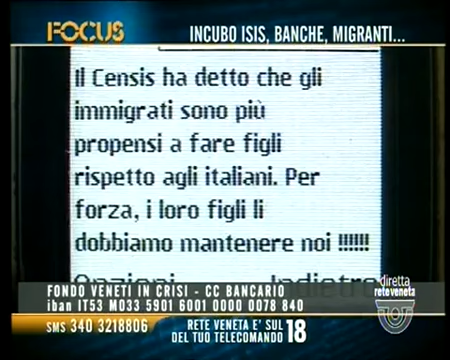 FOCUS
INCUBO ISIS, BANCHE, MIGRANTI...
Il Censis ha detto che gli
immigrati sono più
propensi a fare figli
rispetto agli italiani. Per
forza, i loro figli li
dobbiamo mantenere noi !!!!!!
Opzioni Indietro
diretta
reteveneta
FONDO VENETI IN CRISI - CC BANCARIO
iban IT53 M033 5901 6001 0000 0078 840
SMS 340 3218806
RETE VENETA E' SUL
DEL TUO TELECOMANDO 18